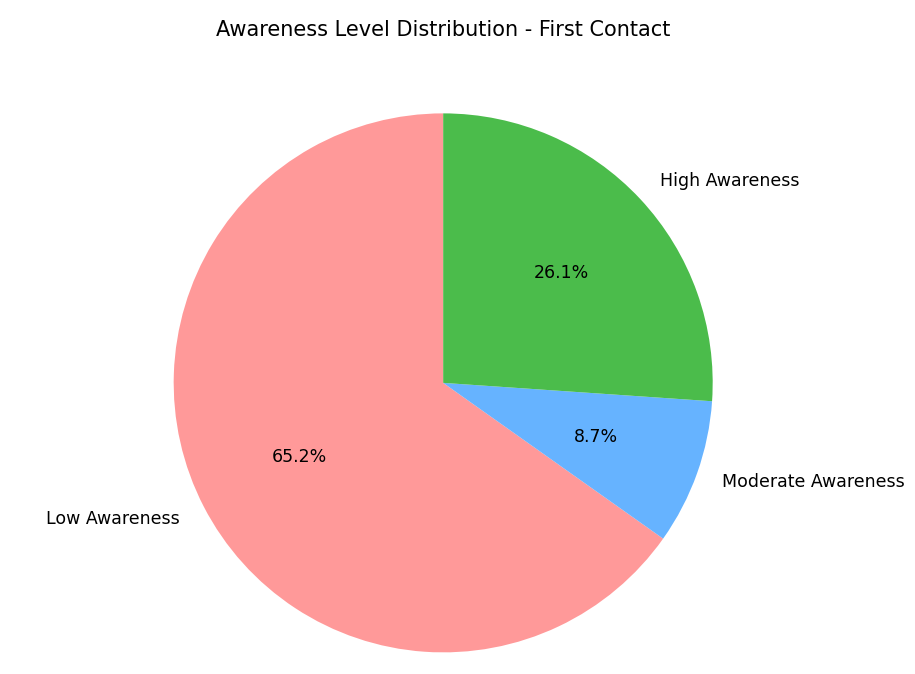 Awareness Level Distribution - First Contact
High Awareness
26.1%
8.7%
Moderate Awareness
65.2%
Low Awareness